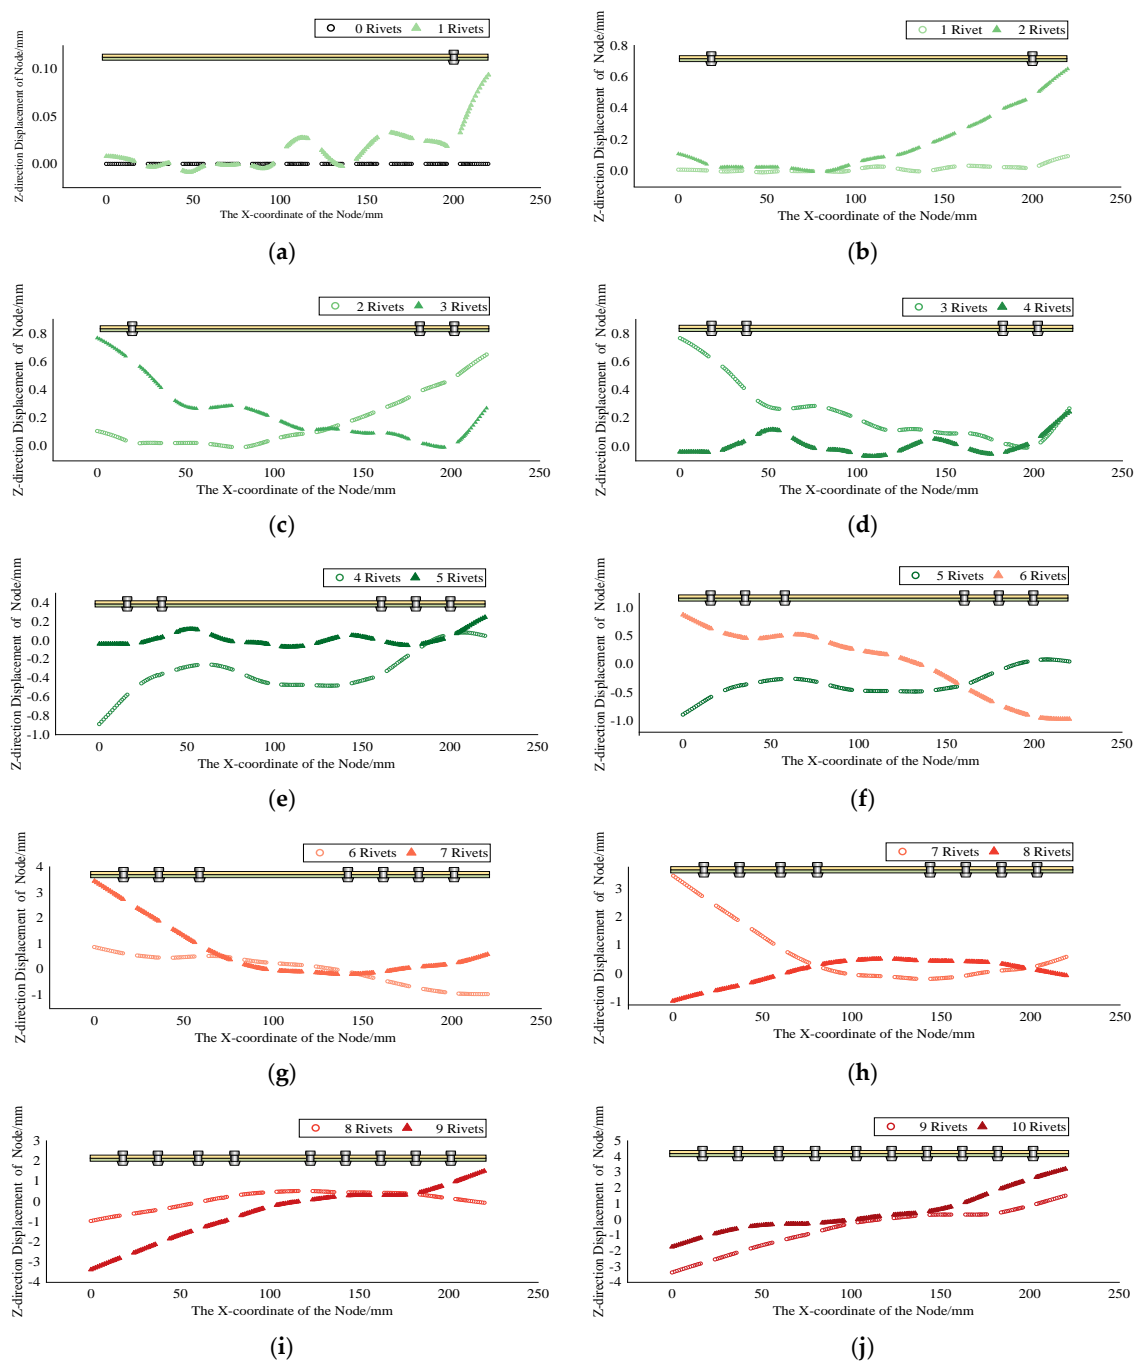 0 Rivets 1 Rivets
Z-direction Displacement of Node/mm
0.10
0.05
0.00
0 50 100 150 200 250
The X-coordinate of the Node/mm
(a)
1 Rivet 2 Rivets
Z-direction Displacement of Node/mm
0.8
0.6
0.4
0.2
0.0
0 50 100 150 200 250
The X-coordinate of the Node/mm
(b)
2 Rivets 3 Rivets
Z-direction Displacement of Node/mm
0.8
0.6
0.4
0.2
0.0
0 50 100 150 200 250
The X-coordinate of the Node/mm
(c)
3 Rivets 4 Rivets
Z-direction Displacement of Node/mm
0.8
0.6
0.4
0.2
0.0
0 50 100 150 200 250
The X-coordinate of the Node/mm
(d)
4 Rivets 5 Rivets
Z-direction Displacement of Node/mm
0.4
0.2
0.0
-0.2
-0.4
-0.6
-0.8
-1.0
0 50 100 150 200 250
The X-coordinate of the Node/mm
(e)
5 Rivets 6 Rivets
Z-direction Displacement of Node/mm
1.0
0.5
0.0
-0.5
-1.0
0 50 100 150 200 250
The X-coordinate of the Node/mm
(f)
6 Rivets 7 Rivets
Z-direction Displacement of Node/mm
4
3
2
1
0
-1
0 50 100 150 200 250
The X-coordinate of the Node/mm
(g)
7 Rivets 8 Rivets
Z-direction Displacement of Node/mm
3
2
1
0
-1
0 50 100 150 200 250
The X-coordinate of the Node/mm
(h)
8 Rivets 9 Rivets
Z-direction Displacement of Node/mm
3
2
1
0
-1
-2
-3
-4
0 50 100 150 200 250
The X-coordinate of the Node/mm
(i)
9 Rivets 10 Rivets
Z-direction Displacement of Node/mm
5
4
3
2
1
0
-1
-2
-3
-4
0 50 100 150 200 250
The X-coordinate of the Node/mm
(j)